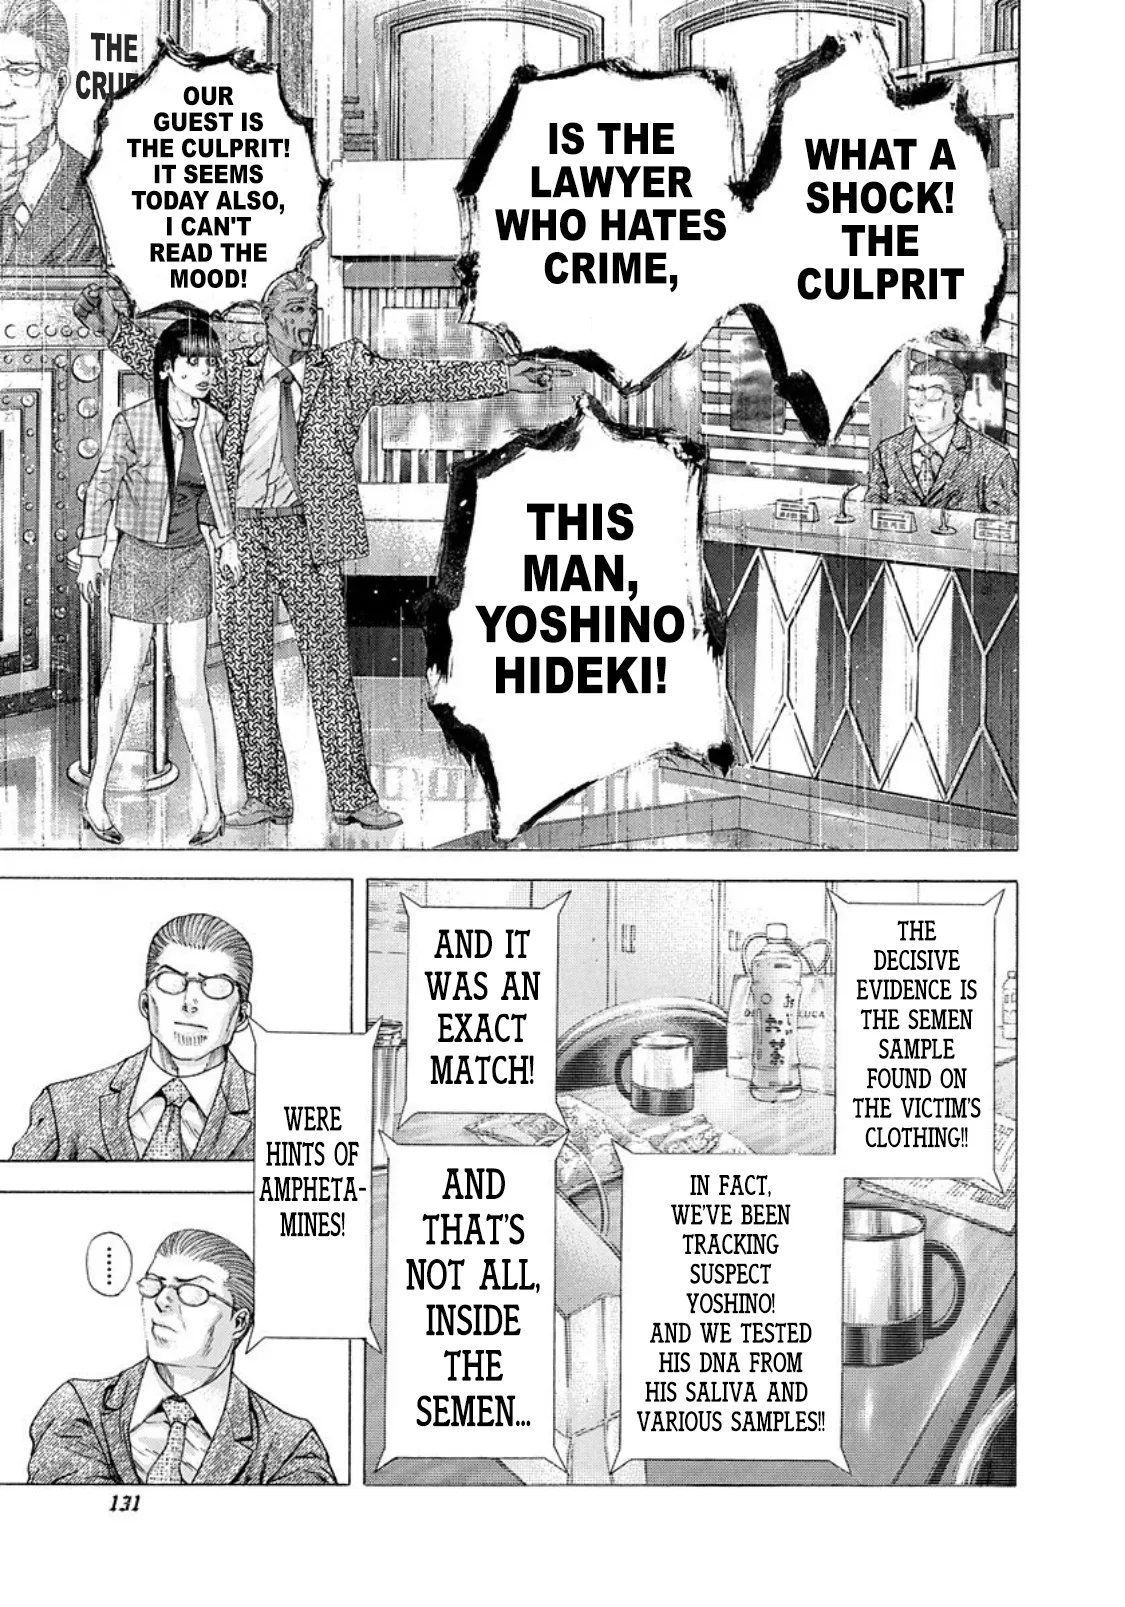 WHAT A
SHOCK!
THE
CULPRIT
IS THE
LAWYER
WHO HATES
CRIME,
THIS
MAN,
YOSHINO
HIDEKI!
OUR
GUEST IS
THE CULPRIT!
IT SEEMS
TODAY ALSO,
I CAN'T
READ THE
MOOD!
THE
THE
DECISIVE
EVIDENCE IS
THE SEMEN
SAMPLE
FOUND ON
THE VICTIM'S
CLOTHING!!
IN FACT,
WE'VE BEEN
TRACKING
SUSPECT
YOSHINO!
AND WE TESTED
HIS DNA FROM
HIS SALIVA AND
VARIOUS SAMPLES!!
AND IT
WAS AN
EXACT
MATCH!
AND
THAT'S
NOT ALL,
INSIDE
THE
SEMEN...
WERE
HINTS OF
AMPHETA-
MINES!
......
131